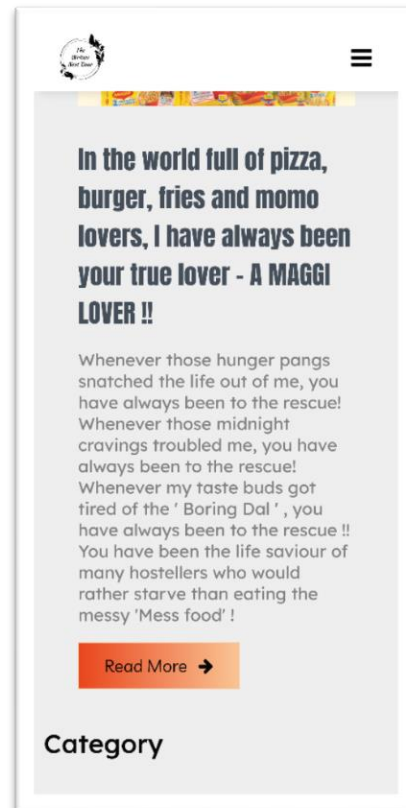 The
Writers
Next Door
In the world full of pizza,
burger, fries and momo
lovers, I have always been
your true lover - A MAGGI
LOVER !!
Whenever those hunger pangs
snatched the life out of me, you
have always been to the rescue!
Whenever those midnight
cravings troubled me, you have
always been to the rescue!
Whenever my taste buds got
tired of the ' Boring Dal ' , you
have always been to the rescue !!
You have been the life saviour of
many hostellers who would
rather starve than eating the
messy 'Mess food' !
Read More
Category